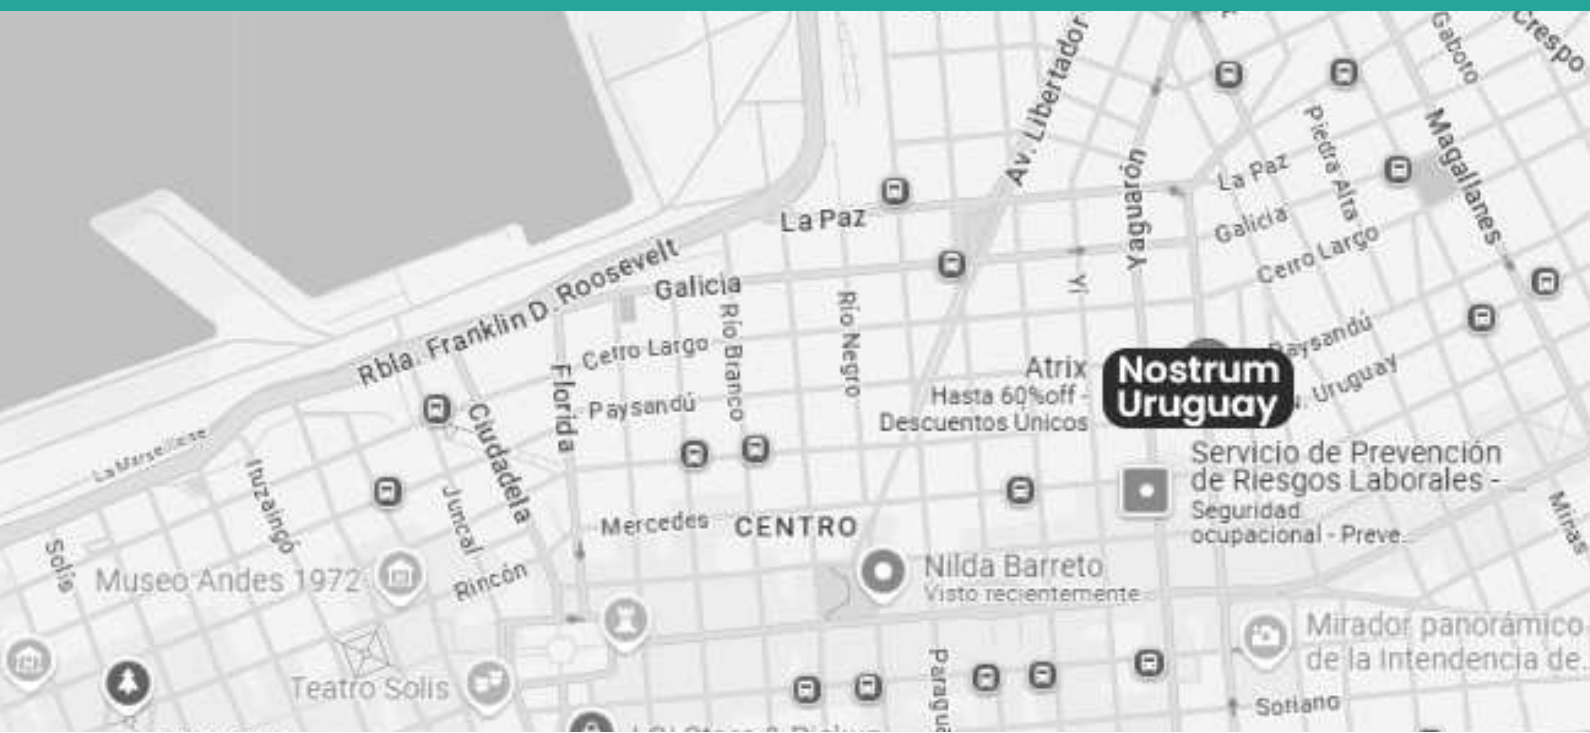 Gaboto
Crespo
Av. Libertador
Piedra Alta
Magallanes
Yaguarón
La Paz
La Paz
Galicia
Cerro Largo
Rbla. Franklin D. Roosevelt
Galicia
Yí
Río Branco
Río Negro
Cerro Largo
Paysandú
Uruguay
Atrix
Hasta 60%off -
Descuentos Únicos
Nostrum
Uruguay
Florida
Paysandú
Ciudadela
La Marseillaise
Ituzaingó
Juncal
Servicio de Prevención
de Riesgos Laborales -...
Seguridad
ocupacional - Preve...
Minas
Mercedes
CENTRO
Solís
Museo Andes 1972
Rincón
Nilda Barreto
Visto recientemente
Mirador panorámico
de la Intendencia de...
Teatro Solís
Paragua
Soriano